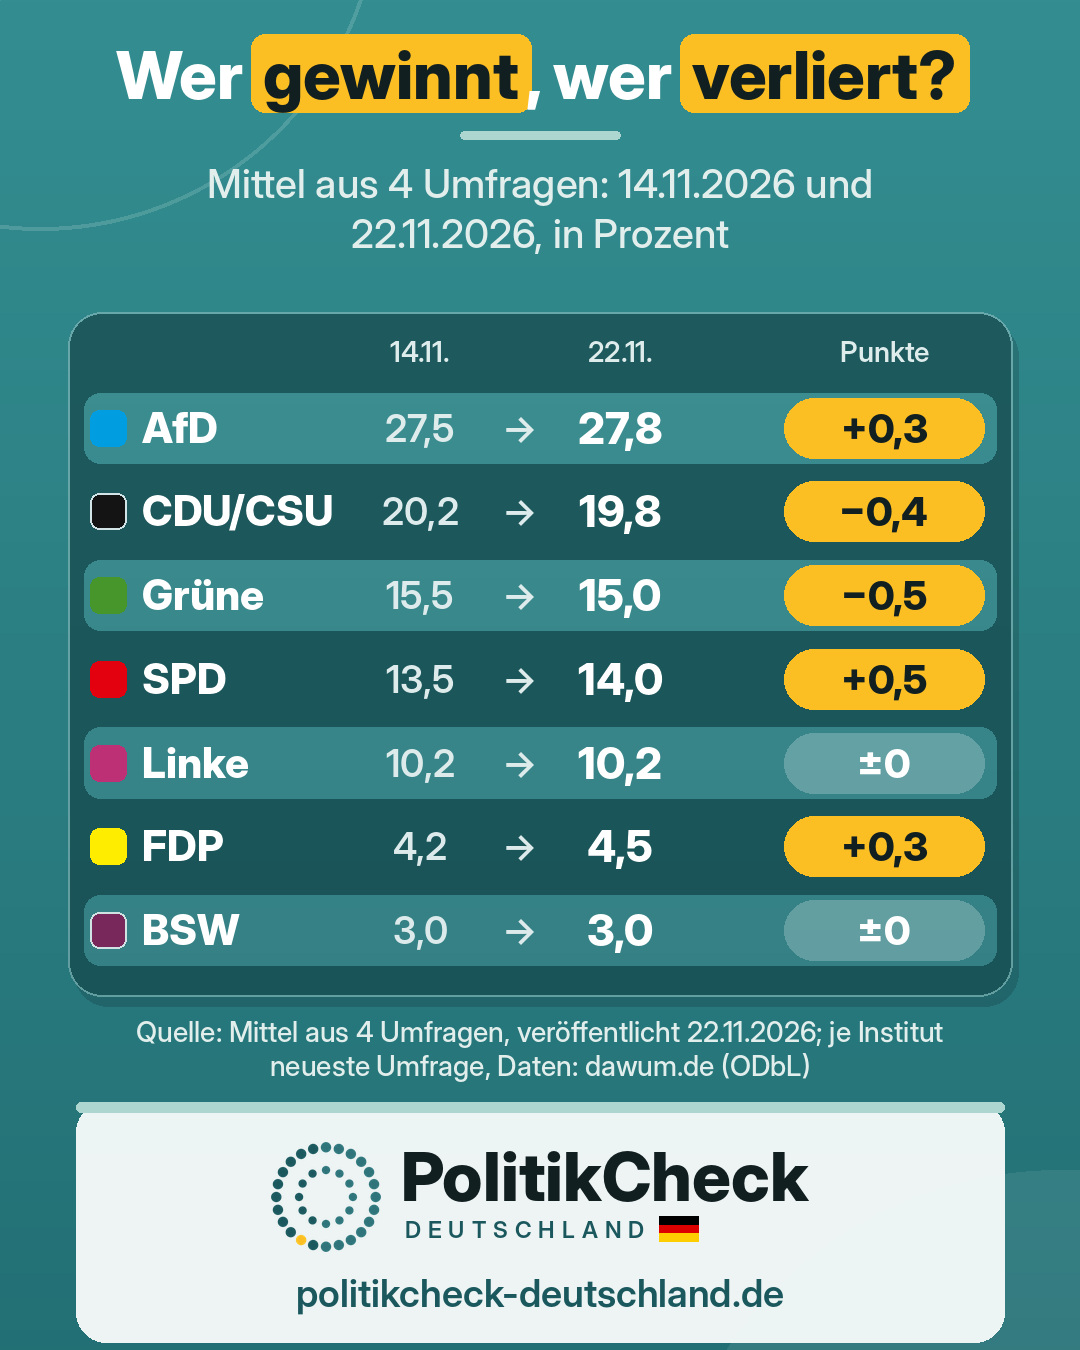 Wer gewinnt, wer verliert?
Mittel aus 4 Umfragen: 14.11.2026 und
22.11.2026, in Prozent
14.11. 22.11. Punkte
AfD 27,5 → 27,8 +0,3
CDU/CSU 20,2 → 19,8 −0,4
Grüne 15,5 → 15,0 −0,5
SPD 13,5 → 14,0 +0,5
Linke 10,2 → 10,2 ±0
FDP 4,2 → 4,5 +0,3
BSW 3,0 → 3,0 ±0
Quelle: Mittel aus 4 Umfragen, veröffentlicht 22.11.2026; je Institut
neueste Umfrage, Daten: dawum.de (ODbL)
PolitikCheck
DEUTSCHLAND
politikcheck-deutschland.de